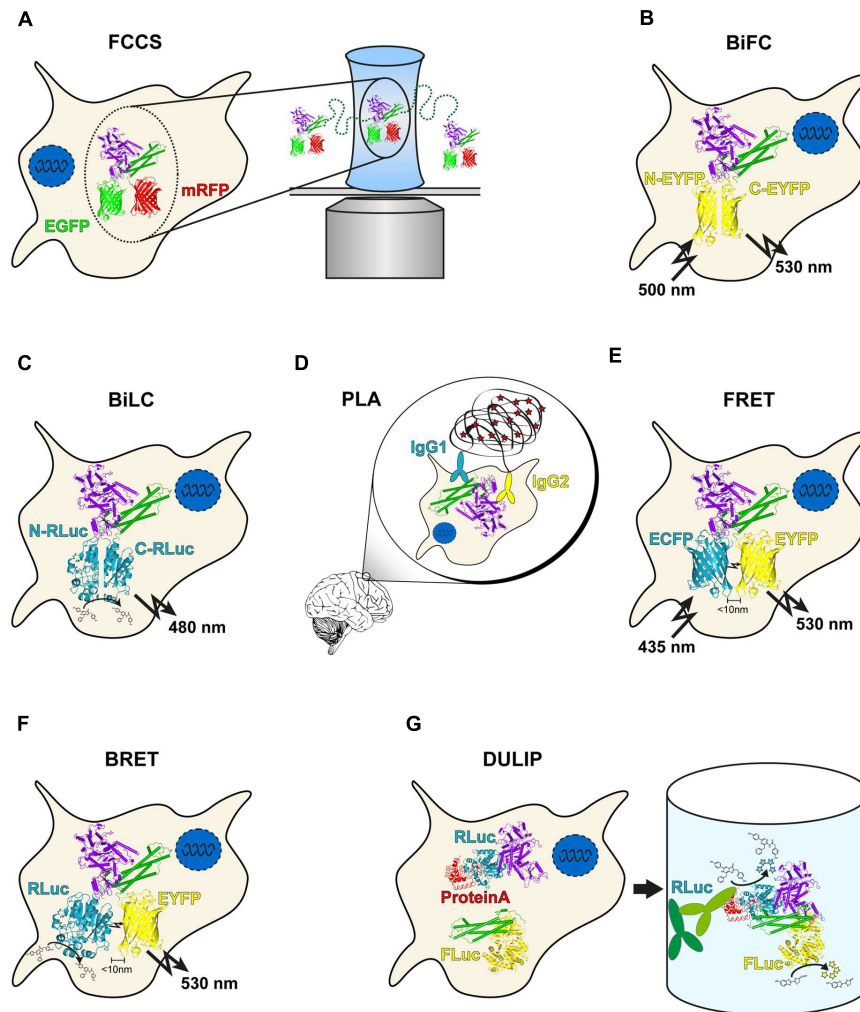 A
FCCS
EGFP
mRFP
B
BiFC
N-EYFP
C-EYFP
500 nm
530 nm
C
BiLC
N-RLuc
C-RLuc
480 nm
D
PLA
IgG1
IgG2
E
FRET
ECFP
EYFP
<10nm
435 nm
530 nm
F
BRET
RLuc
EYFP
<10nm
530 nm
G
DULIP
RLuc
ProteinA
FLuc
RLuc
FLuc